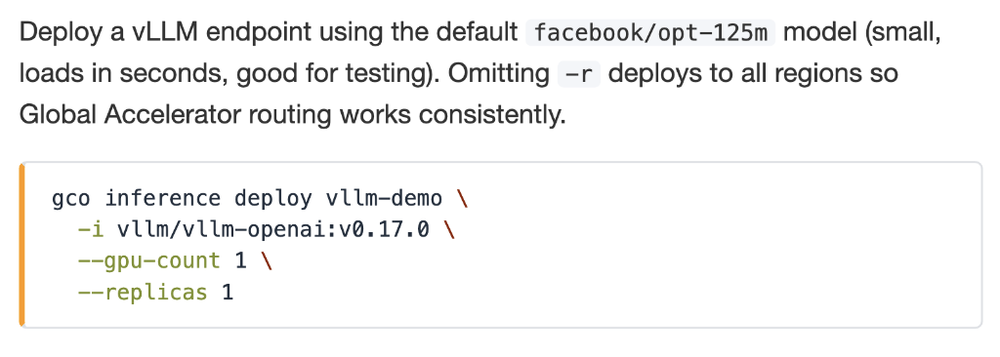 Deploy a vLLM endpoint using the default facebook/opt-125m model (small,
loads in seconds, good for testing). Omitting -r deploys to all regions so
Global Accelerator routing works consistently.
gco inference deploy vllm-demo \
  -i vllm/vllm-openai:v0.17.0 \
  --gpu-count 1 \
  --replicas 1